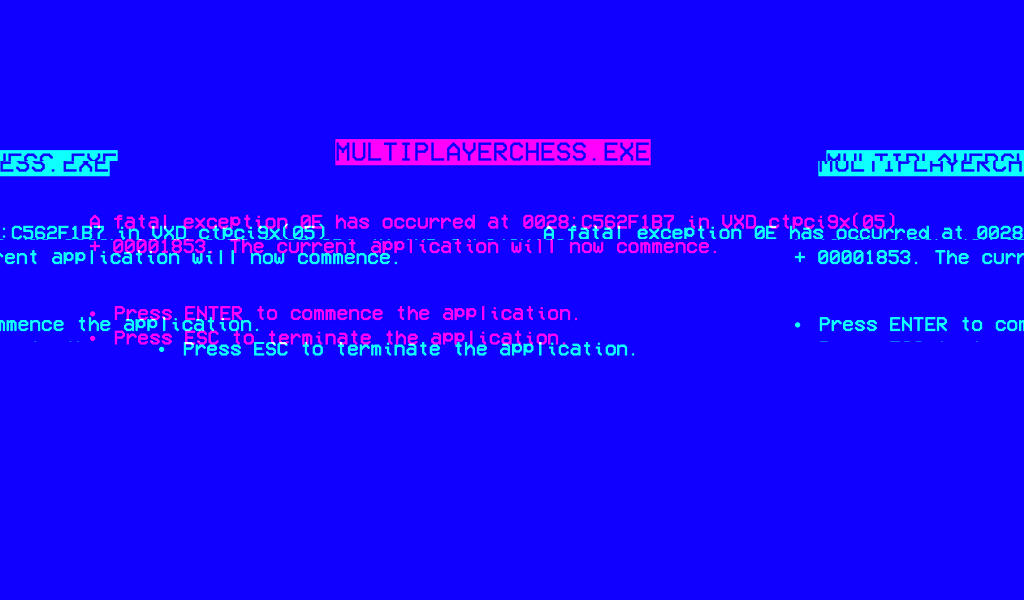 MULTIPLAYERCHESS.EXE
ESS.EXE
MULTIPLAYERCH
A fatal exception 0E has occurred at 0028:C562F1B7 in VXD ctpci9x(05)
:C562F1B7 in VXD ctpci9x(05)
A fatal exception 0E has occurred at 0028
+ 00001853. The current application will now commence.
rent application will now commence.
+ 00001853. The curr
• Press ENTER to commence the application.
mmence the application.
• Press ENTER to com
• Press ESC to terminate the application.
• Press ESC to terminate the application.